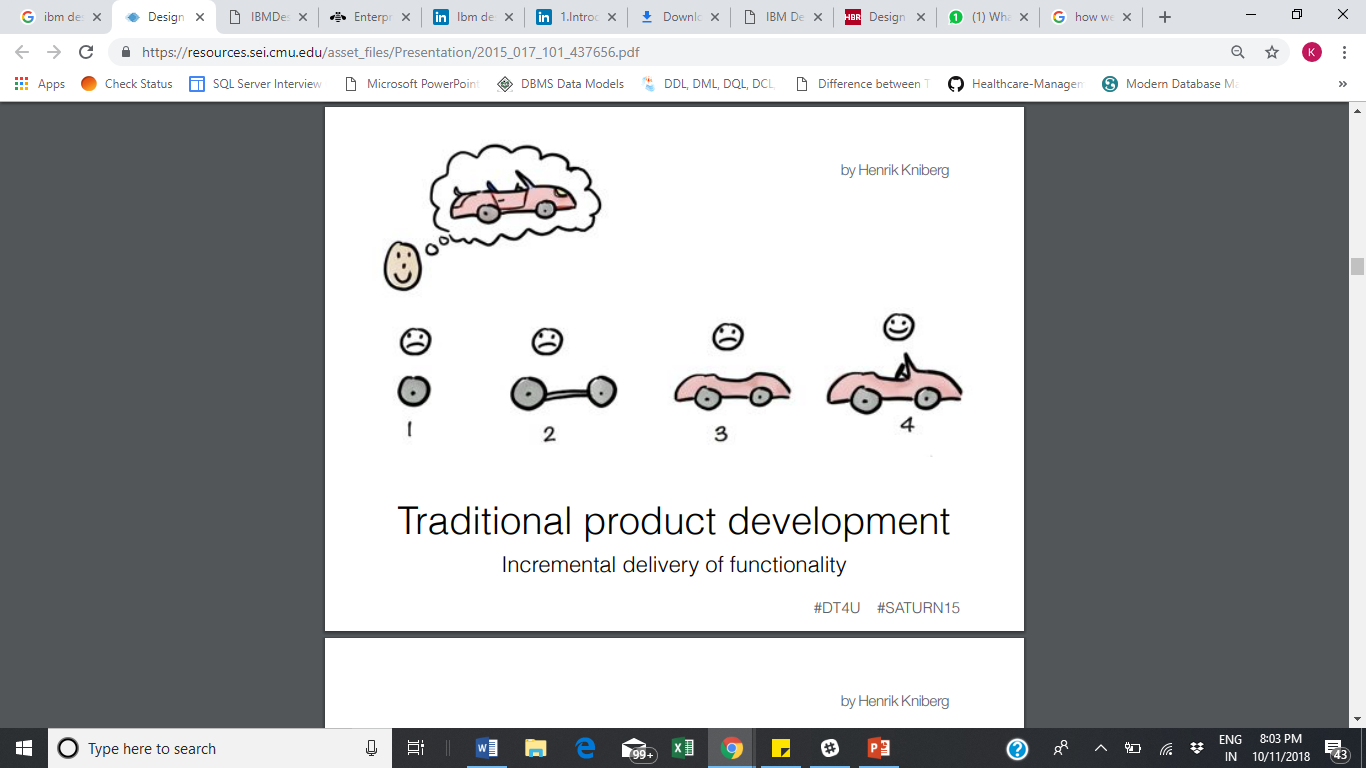 ibm de
Design
IBMDes
Enterpr
Ibm de
1.Introd
Downlo
IBM De
HBR
Design
(1) Wha
how we
https://resources.sei.cmu.edu/asset_files/Presentation/2015_017_101_437656.pdf
K
Apps
Check Status
SQL Server Interview
Microsoft PowerPoint
DBMS Data Models
DDL, DML, DQL, DCL,
Difference between T
Healthcare-Managem
Modern Database Ma
»
by Henrik Kniberg
1
2
3
4
Traditional product development
Incremental delivery of functionality
#DT4U #SATURN15
by Henrik Kniberg
Type here to search
99+
ENG
IN
8:03 PM
10/11/2018
43